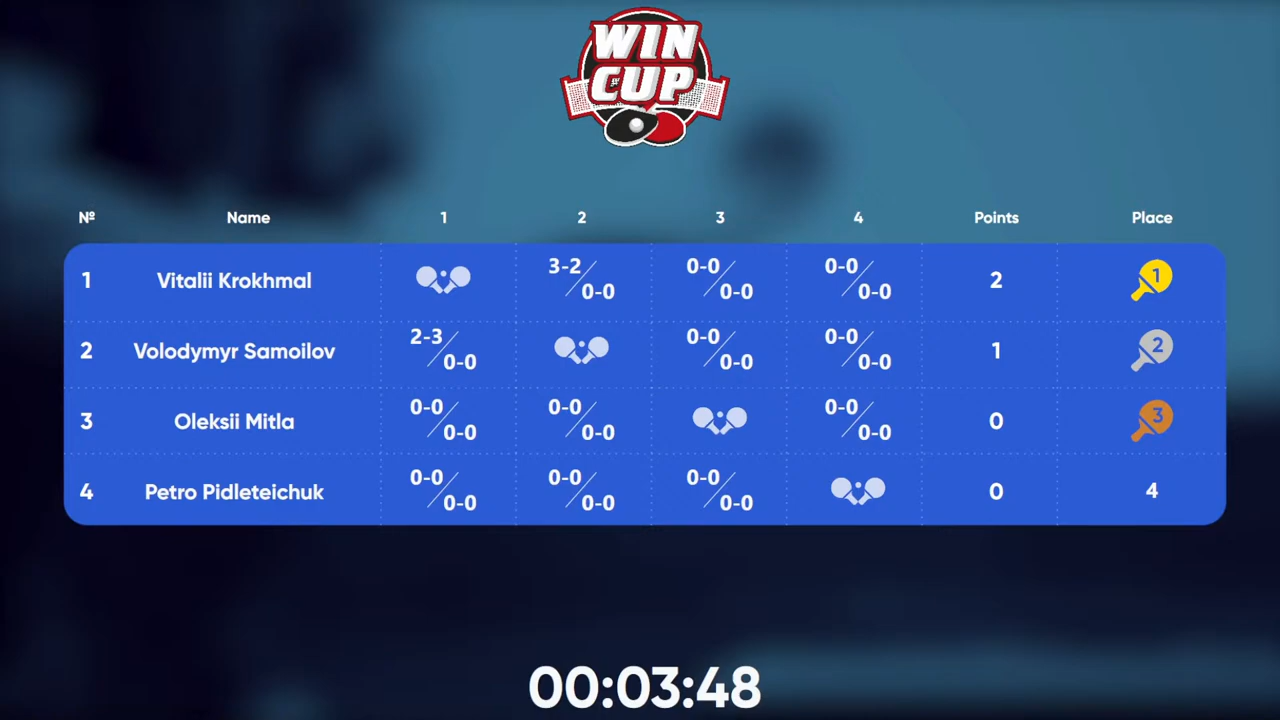 WIN
CUP
№ Name 1 2 3 4 Points Place
1 Vitalii Krokhmal 3-2/0-0 0-0/0-0 0-0/0-0 2 1
2 Volodymyr Samoilov 2-3/0-0 0-0/0-0 0-0/0-0 1 2
3 Oleksii Mitla 0-0/0-0 0-0/0-0 0-0/0-0 0 3
4 Petro Pidleteichuk 0-0/0-0 0-0/0-0 0-0/0-0 0 4
00:03:48